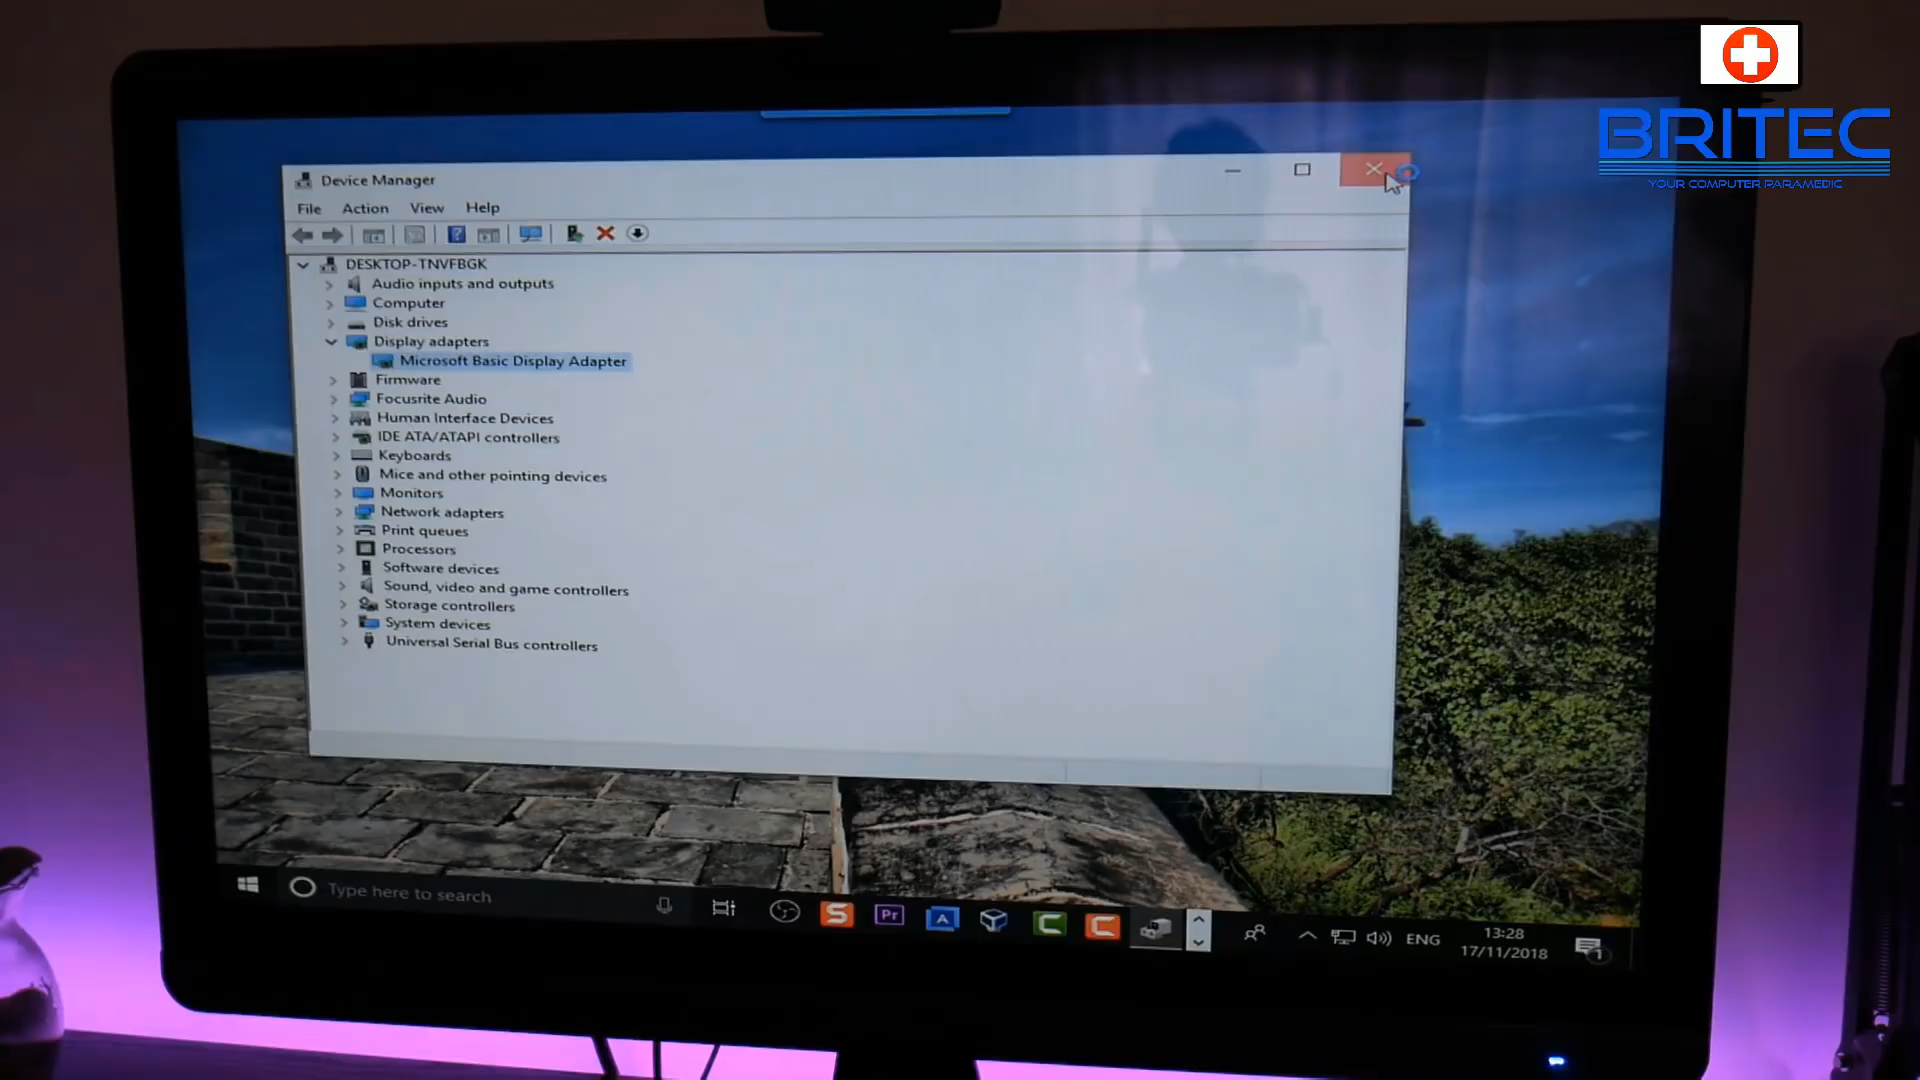 BRITEC
YOUR COMPUTER PARAMEDIC
Device Manager
File Action View Help
DESKTOP-TNVFBGK
Audio inputs and outputs
Computer
Disk drives
Display adapters
Microsoft Basic Display Adapter
Firmware
Focusrite Audio
Human Interface Devices
IDE ATA/ATAPI controllers
Keyboards
Mice and other pointing devices
Monitors
Network adapters
Print queues
Processors
Software devices
Sound, video and game controllers
Storage controllers
System devices
Universal Serial Bus controllers
Type here to search
S Pr A C C
ENG
13:28
17/11/2018
1